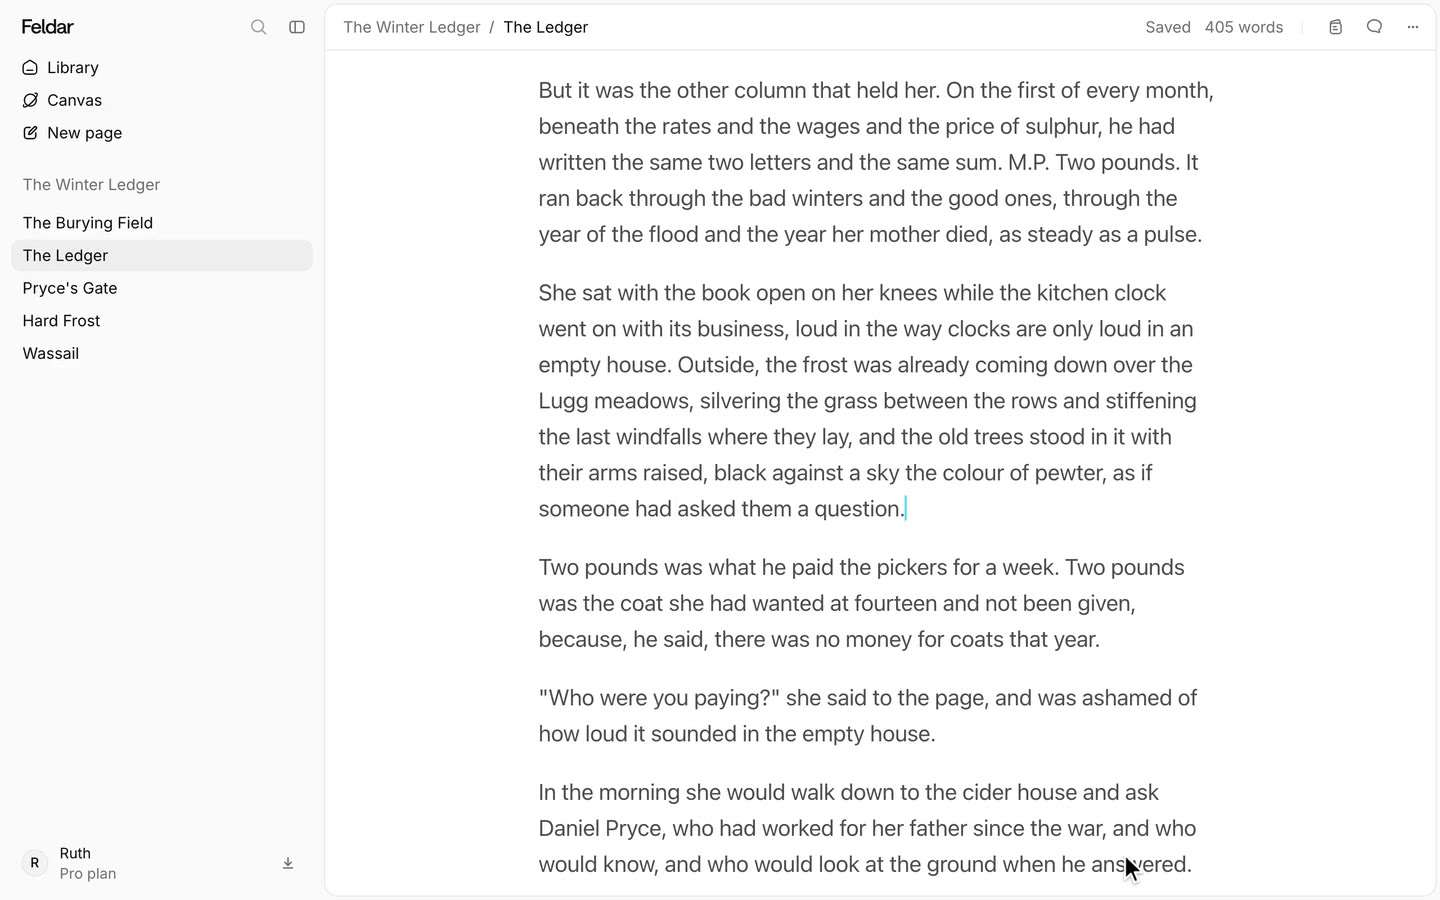 Feldar
Library
Canvas
New page
The Winter Ledger
The Burying Field
The Ledger
Pryce's Gate
Hard Frost
Wassail
R
Ruth
Pro plan
The Winter Ledger / The Ledger
Saved 405 words
But it was the other column that held her. On the first of every month,
beneath the rates and the wages and the price of sulphur, he had
written the same two letters and the same sum. M.P. Two pounds. It
ran back through the bad winters and the good ones, through the
year of the flood and the year her mother died, as steady as a pulse.
She sat with the book open on her knees while the kitchen clock
went on with its business, loud in the way clocks are only loud in an
empty house. Outside, the frost was already coming down over the
Lugg meadows, silvering the grass between the rows and stiffening
the last windfalls where they lay, and the old trees stood in it with
their arms raised, black against a sky the colour of pewter, as if
someone had asked them a question.
Two pounds was what he paid the pickers for a week. Two pounds
was the coat she had wanted at fourteen and not been given,
because, he said, there was no money for coats that year.
"Who were you paying?" she said to the page, and was ashamed of
how loud it sounded in the empty house.
In the morning she would walk down to the cider house and ask
Daniel Pryce, who had worked for her father since the war, and who
would know, and who would look at the ground when he answered.